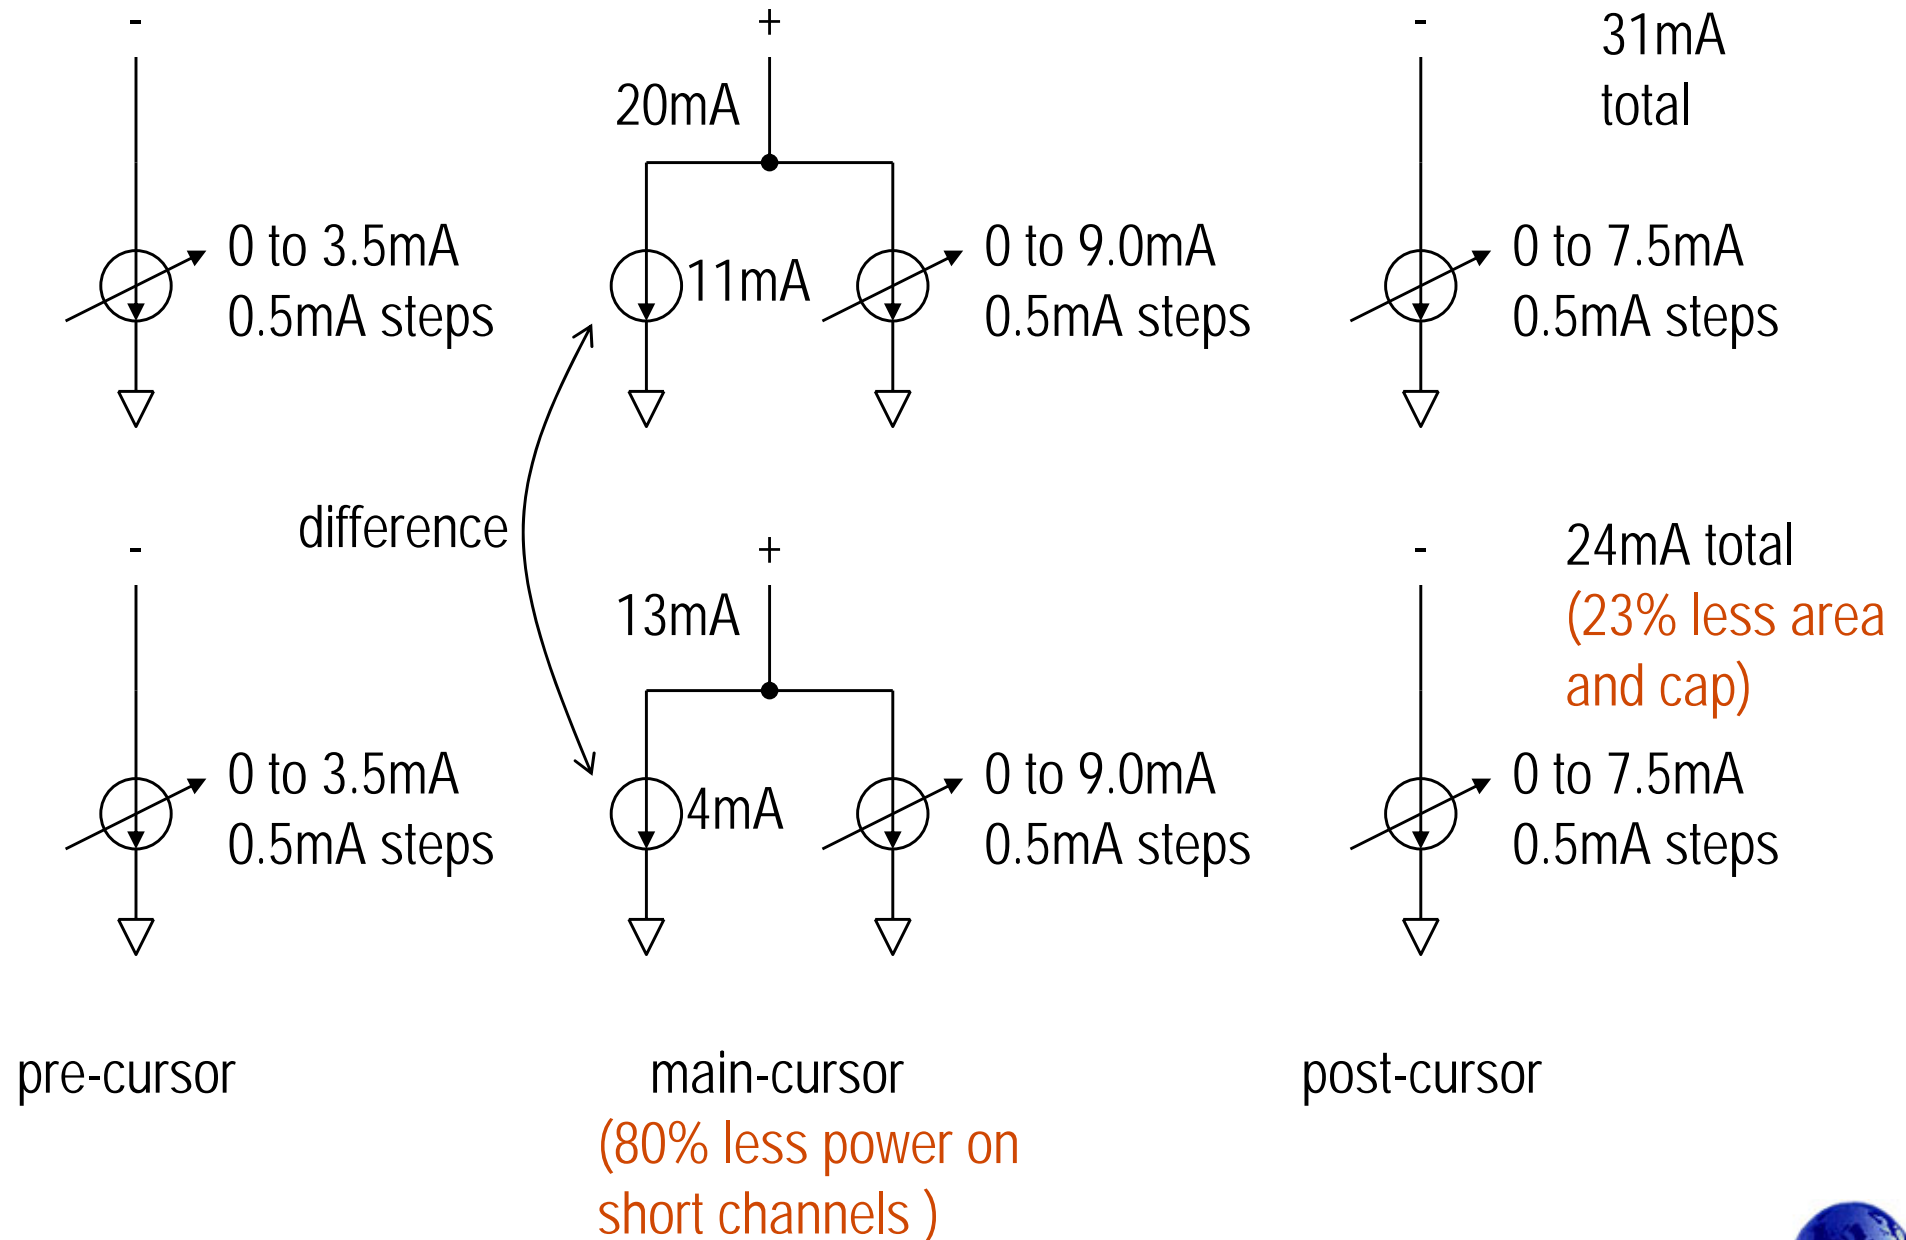 -
+
-
31mA
total
20mA
0 to 3.5mA
0.5mA steps
11mA
0 to 9.0mA
0.5mA steps
0 to 7.5mA
0.5mA steps
difference
-
+
-
24mA total
(23% less area
and cap)
13mA
0 to 3.5mA
0.5mA steps
4mA
0 to 9.0mA
0.5mA steps
0 to 7.5mA
0.5mA steps
pre-cursor
main-cursor
(80% less power on
short channels )
post-cursor